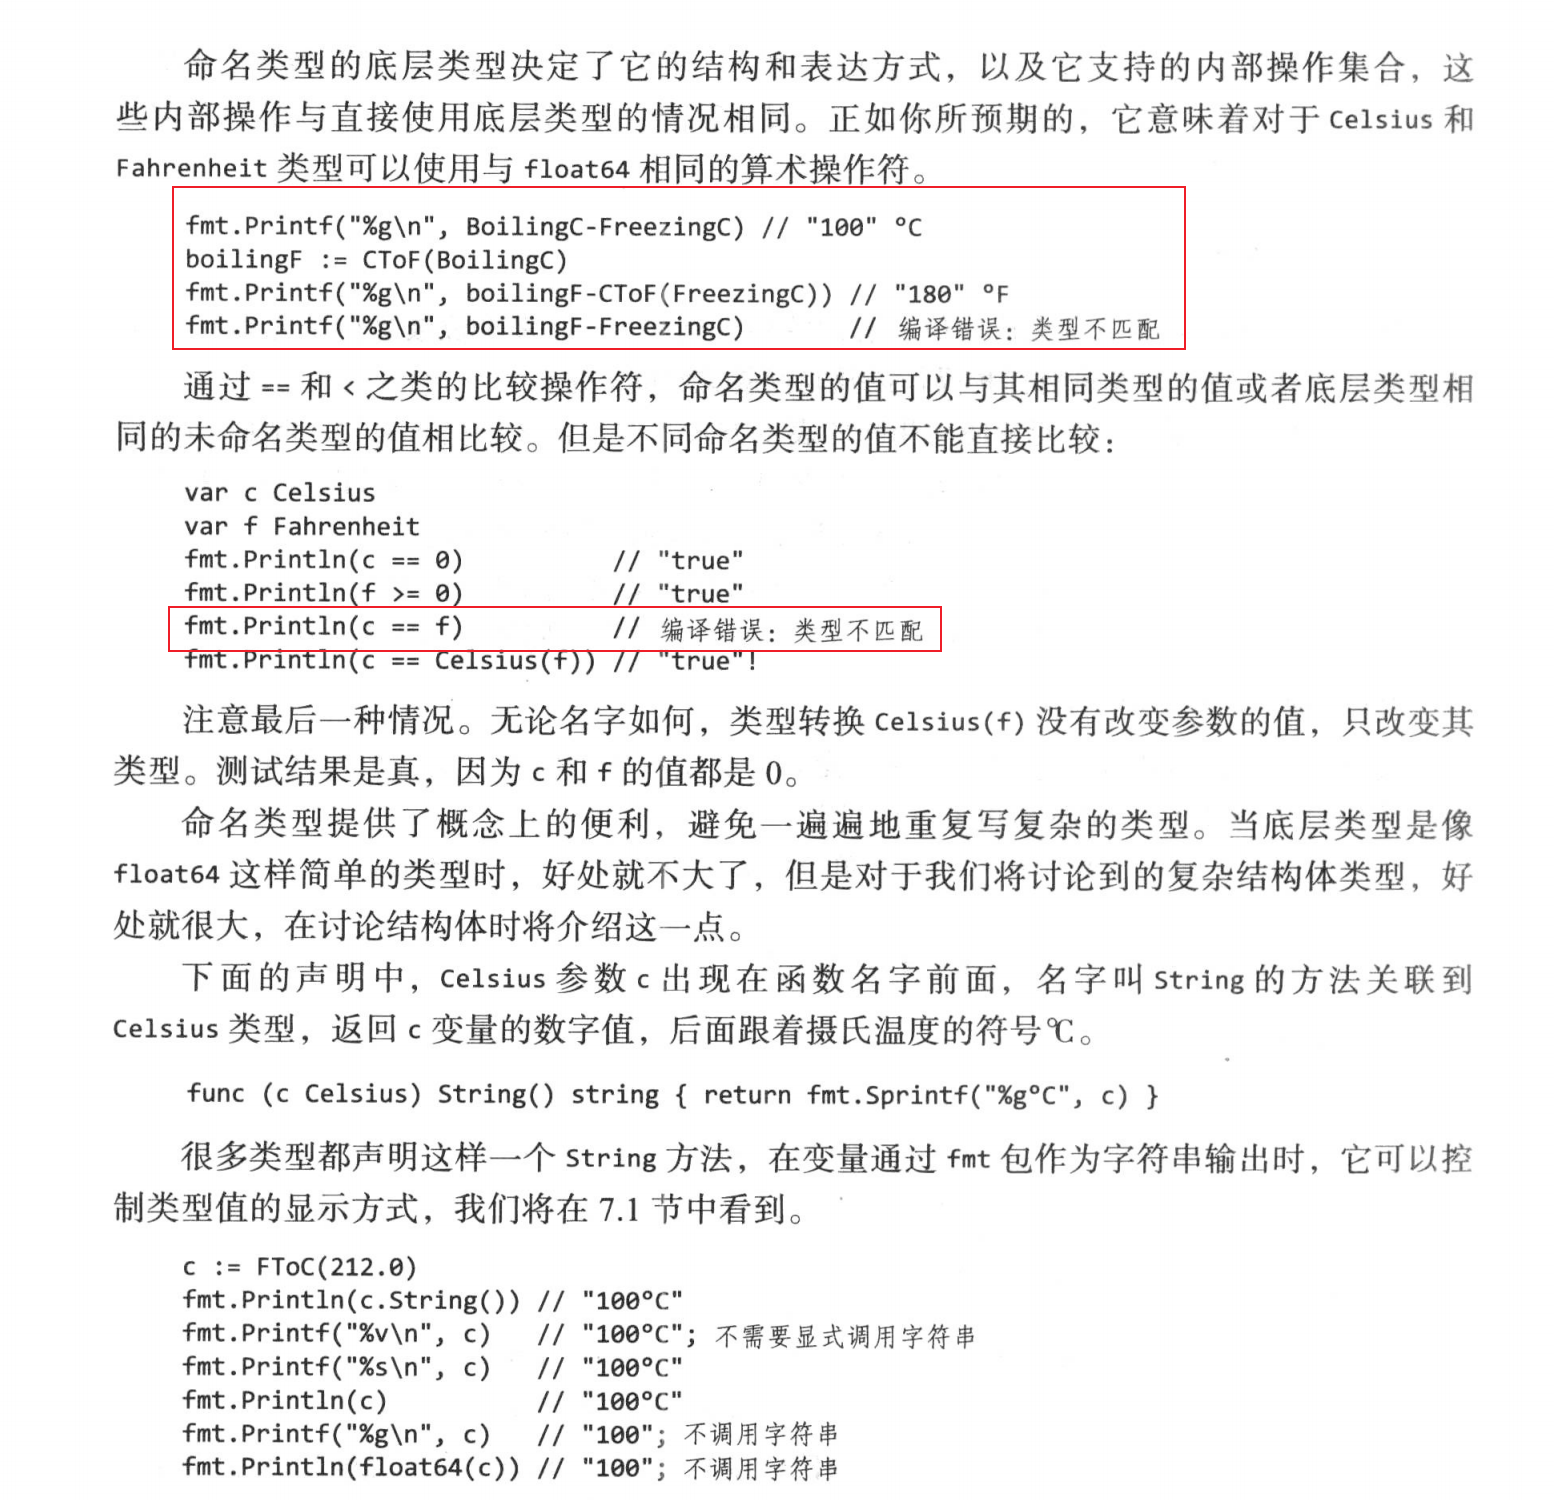 命名类型的底层类型决定了它的结构和表达方式，以及它支持的内部操作集合，这
些内部操作与直接使用底层类型的情况相同。正如你所预期的，它意味着对于 Celsius 和
Fahrenheit 类型可以使用与 float64 相同的算术操作符。
fmt.Printf("%g\n", BoilingC-FreezingC) // "100" °C
boilingF := CToF(BoilingC)
fmt.Printf("%g\n", boilingF-CToF(FreezingC)) // "180" °F
fmt.Printf("%g\n", boilingF-FreezingC) // 编译错误：类型不匹配
通过 == 和 < 之类的比较操作符，命名类型的值可以与其相同类型的值或者底层类型相
同的未命名类型的值相比较。但是不同命名类型的值不能直接比较：
var c Celsius
var f Fahrenheit
fmt.Println(c == 0) // "true"
fmt.Println(f >= 0) // "true"
fmt.Println(c == f) // 编译错误：类型不匹配
fmt.Println(c == Celsius(f)) // "true"!
注意最后一种情况。无论名字如何，类型转换 Celsius(f) 没有改变参数的值，只改变其
类型。测试结果是真，因为 c 和 f 的值都是 0。
命名类型提供了概念上的便利，避免一遍遍地重复写复杂的类型。当底层类型是像
float64 这样简单的类型时，好处就不大了，但是对于我们将讨论到的复杂结构体类型，好
处就很大，在讨论结构体时将介绍这一点。
下面的声明中，Celsius 参数 c 出现在函数名字前面，名字叫 String 的方法关联到
Celsius 类型，返回 c 变量的数字值，后面跟着摄氏温度的符号℃。
func (c Celsius) String() string { return fmt.Sprintf("%g°C", c) }
很多类型都声明这样一个 String 方法，在变量通过 fmt 包作为字符串输出时，它可以控
制类型值的显示方式，我们将在 7.1 节中看到。
c := FToC(212.0)
fmt.Println(c.String()) // "100°C"
fmt.Printf("%v\n", c) // "100°C"; 不需要显式调用字符串
fmt.Printf("%s\n", c) // "100°C"
fmt.Println(c) // "100°C"
fmt.Printf("%g\n", c) // "100"; 不调用字符串
fmt.Println(float64(c)) // "100"; 不调用字符串